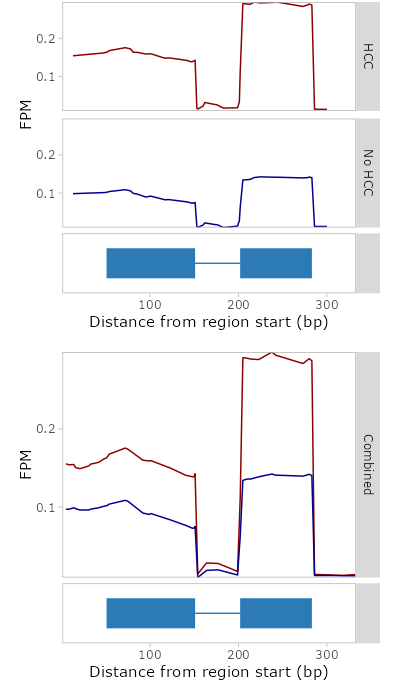 0.2
0.1
HCC
FPM
0.2
0.1
No HCC
100 200 300
Distance from region start (bp)
0.2
0.1
FPM
Combined
100 200 300
Distance from region start (bp)